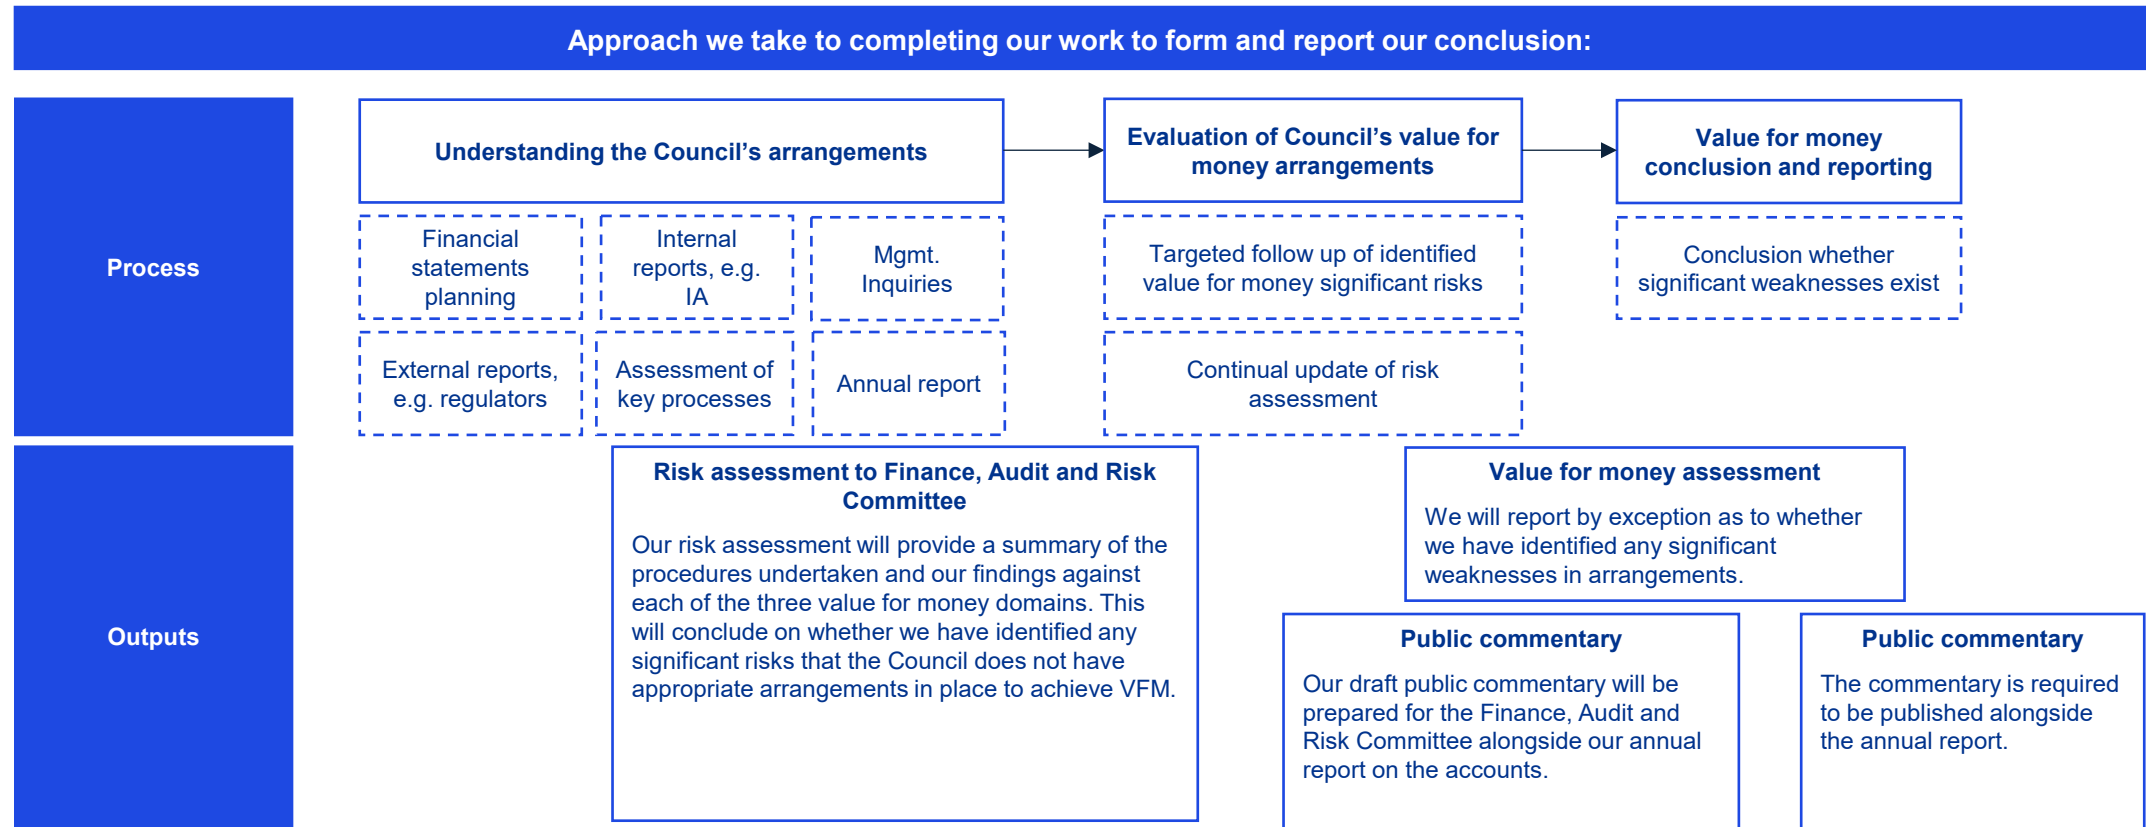 Approach we take to completing our work to form and report our conclusion:
Process
Understanding the Council’s arrangements
Evaluation of Council’s value for
money arrangements
Value for money
conclusion and reporting
Financial
statements
planning
Internal
reports, e.g.
IA
Mgmt.
Inquiries
Targeted follow up of identified
value for money significant risks
Conclusion whether
significant weaknesses exist
External reports,
e.g. regulators
Assessment of
key processes
Annual report
Continual update of risk
assessment
Outputs
Risk assessment to Finance, Audit and Risk
Committee
Our risk assessment will provide a summary of the
procedures undertaken and our findings against
each of the three value for money domains. This
will conclude on whether we have identified any
significant risks that the Council does not have
appropriate arrangements in place to achieve VFM.
Value for money assessment
We will report by exception as to whether
we have identified any significant
weaknesses in arrangements.
Public commentary
Our draft public commentary will be
prepared for the Finance, Audit and
Risk Committee alongside our annual
report on the accounts.
Public commentary
The commentary is required
to be published alongside
the annual report.